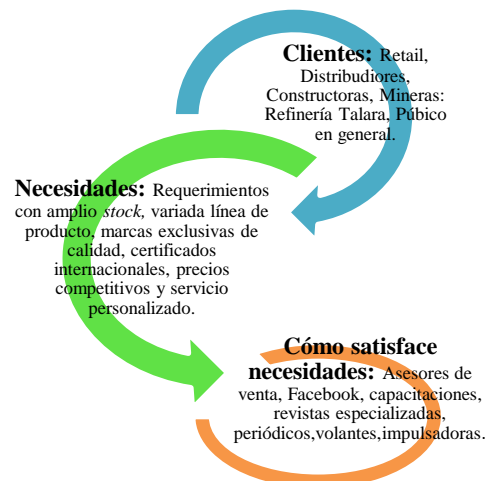 Clientes: Retail,
Distribudiores,
Constructoras, Mineras:
Refinería Talara, Púbico
en general.
Necesidades: Requerimientos
con amplio stock, variada línea de
producto, marcas exclusivas de
calidad, certificados
internacionales, precios
competitivos y servicio
personalizado.
Cómo satisface
necesidades: Asesores de
venta, Facebook, capacitaciones,
revistas especializadas,
periódicos,volantes,impulsadoras.